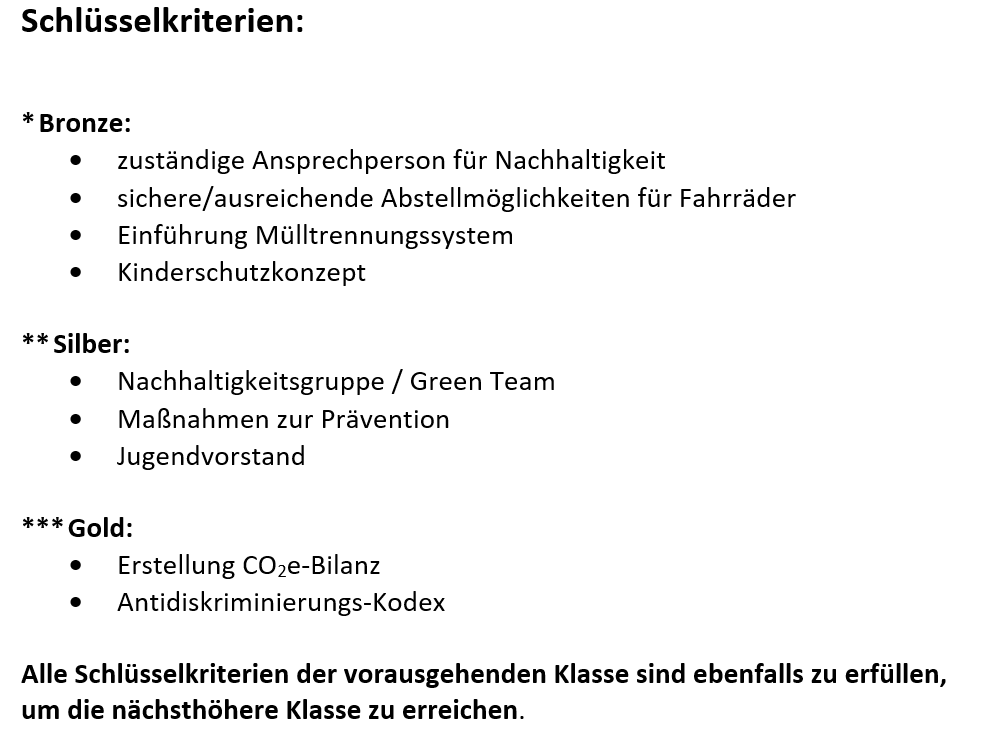 Schlüsselkriterien:
* Bronze:
• zuständige Ansprechperson für Nachhaltigkeit
• sichere/ausreichende Abstellmöglichkeiten für Fahrräder
• Einführung Mülltrennungssystem
• Kinderschutzkonzept
** Silber:
• Nachhaltigkeitsgruppe / Green Team
• Maßnahmen zur Prävention
• Jugendvorstand
*** Gold:
• Erstellung CO₂e-Bilanz
• Antidiskriminierungs-Kodex
Alle Schlüsselkriterien der vorausgehenden Klasse sind ebenfalls zu erfüllen,
um die nächsthöhere Klasse zu erreichen.